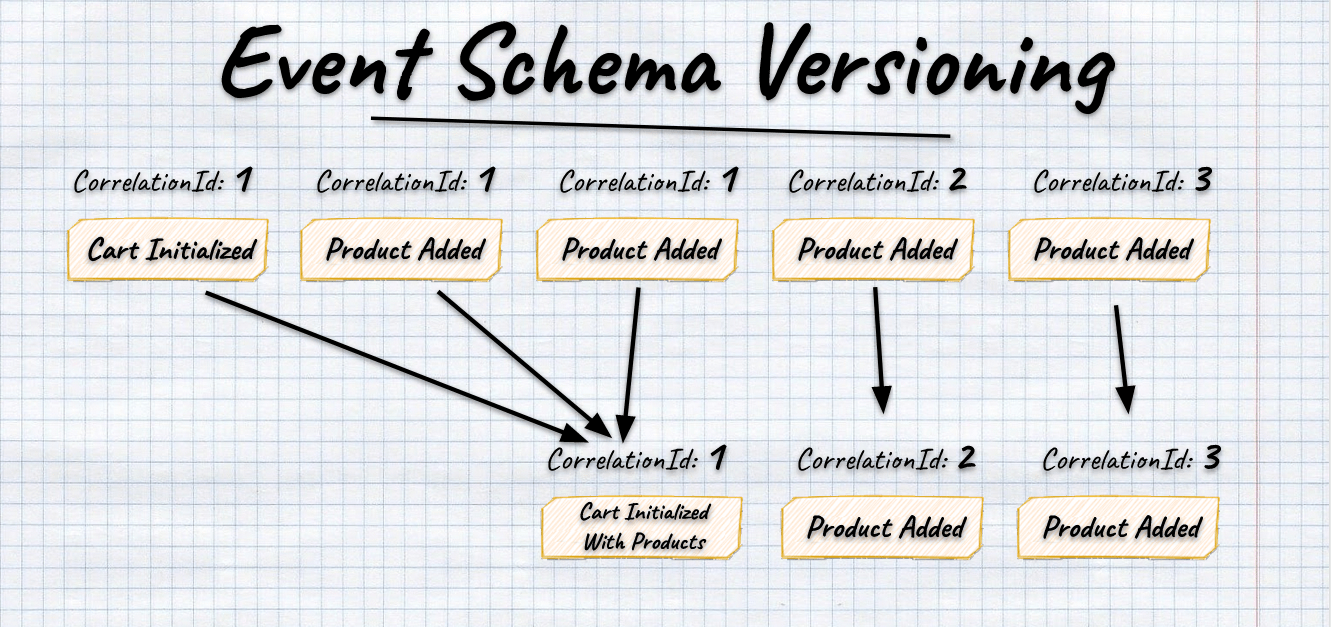 Event Schema Versioning
CorrelationId: 1
CorrelationId: 1
CorrelationId: 1
CorrelationId: 2
CorrelationId: 3
Cart Initialized
Product Added
Product Added
Product Added
Product Added
CorrelationId: 1
CorrelationId: 2
CorrelationId: 3
Cart Initialized
With Products
Product Added
Product Added